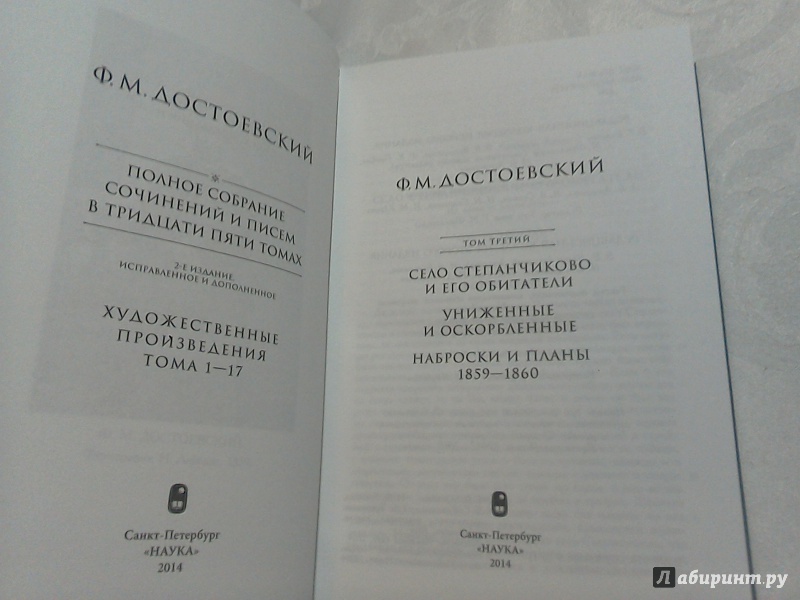 Ф. М. ДОСТОЕВСКИЙ
ПОЛНОЕ СОБРАНИЕ
СОЧИНЕНИЙ И ПИСЕМ
В ТРИДЦАТИ ПЯТИ ТОМАХ
2-Е ИЗДАНИЕ,
ИСПРАВЛЕННОЕ И ДОПОЛНЕННОЕ
ХУДОЖЕСТВЕННЫЕ
ПРОИЗВЕДЕНИЯ
ТОМА 1—17
Санкт-Петербург
«НАУКА»
2014
Ф. М. ДОСТОЕВСКИЙ
ТОМ ТРЕТИЙ
СЕЛО СТЕПАНЧИКОВО
И ЕГО ОБИТАТЕЛИ
УНИЖЕННЫЕ
И ОСКОРБЛЕННЫЕ
НАБРОСКИ И ПЛАНЫ
1859—1860
Санкт-Петербург
«НАУКА»
2014
Лабиринт.ру